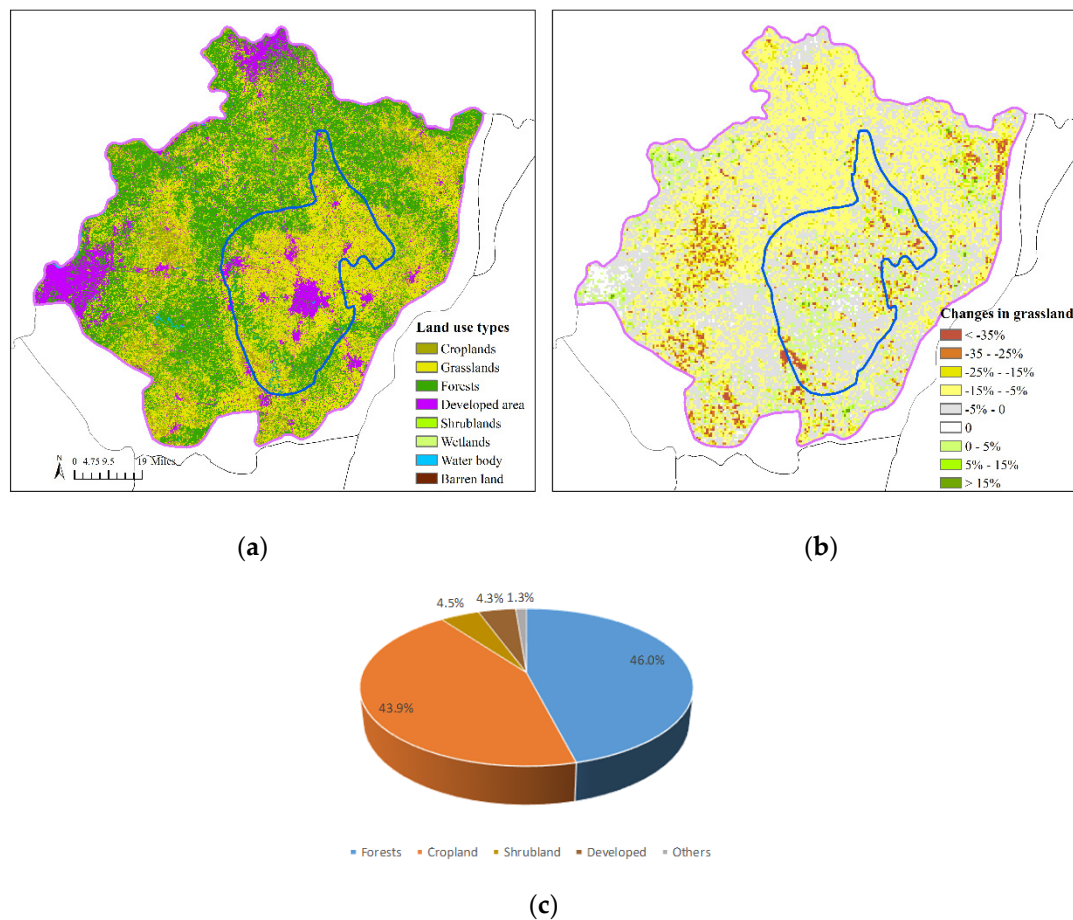 Land use types
Croplands
Grasslands
Forests
Developed area
Shrublands
Wetlands
Water body
Barren land
N
0 4.75 9.5 19 Miles
Changes in grassland
< -35%
-35 - -25%
-25% - -15%
-15% - -5%
-5% - 0
0
0 - 5%
5% - 15%
> 15%
(a)
(b)
4.5%
4.3%
1.3%
46.0%
43.9%
Forests Cropland Shrubland Developed Others
(c)